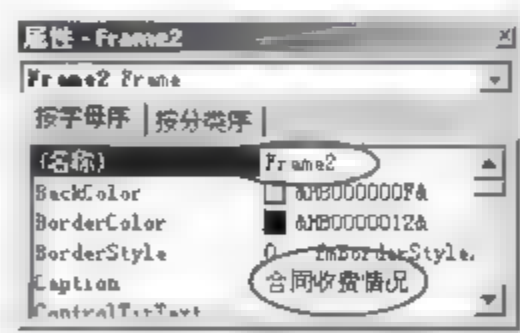 属性 - Frame2
Frame2 Frame
按字母序 按分类序
(名称) Frame2
BackColor &H8000000F&
BorderColor &H80000012&
BorderStyle 0 - fmBorderStyle
Caption 合同收费情况
ControlTipText